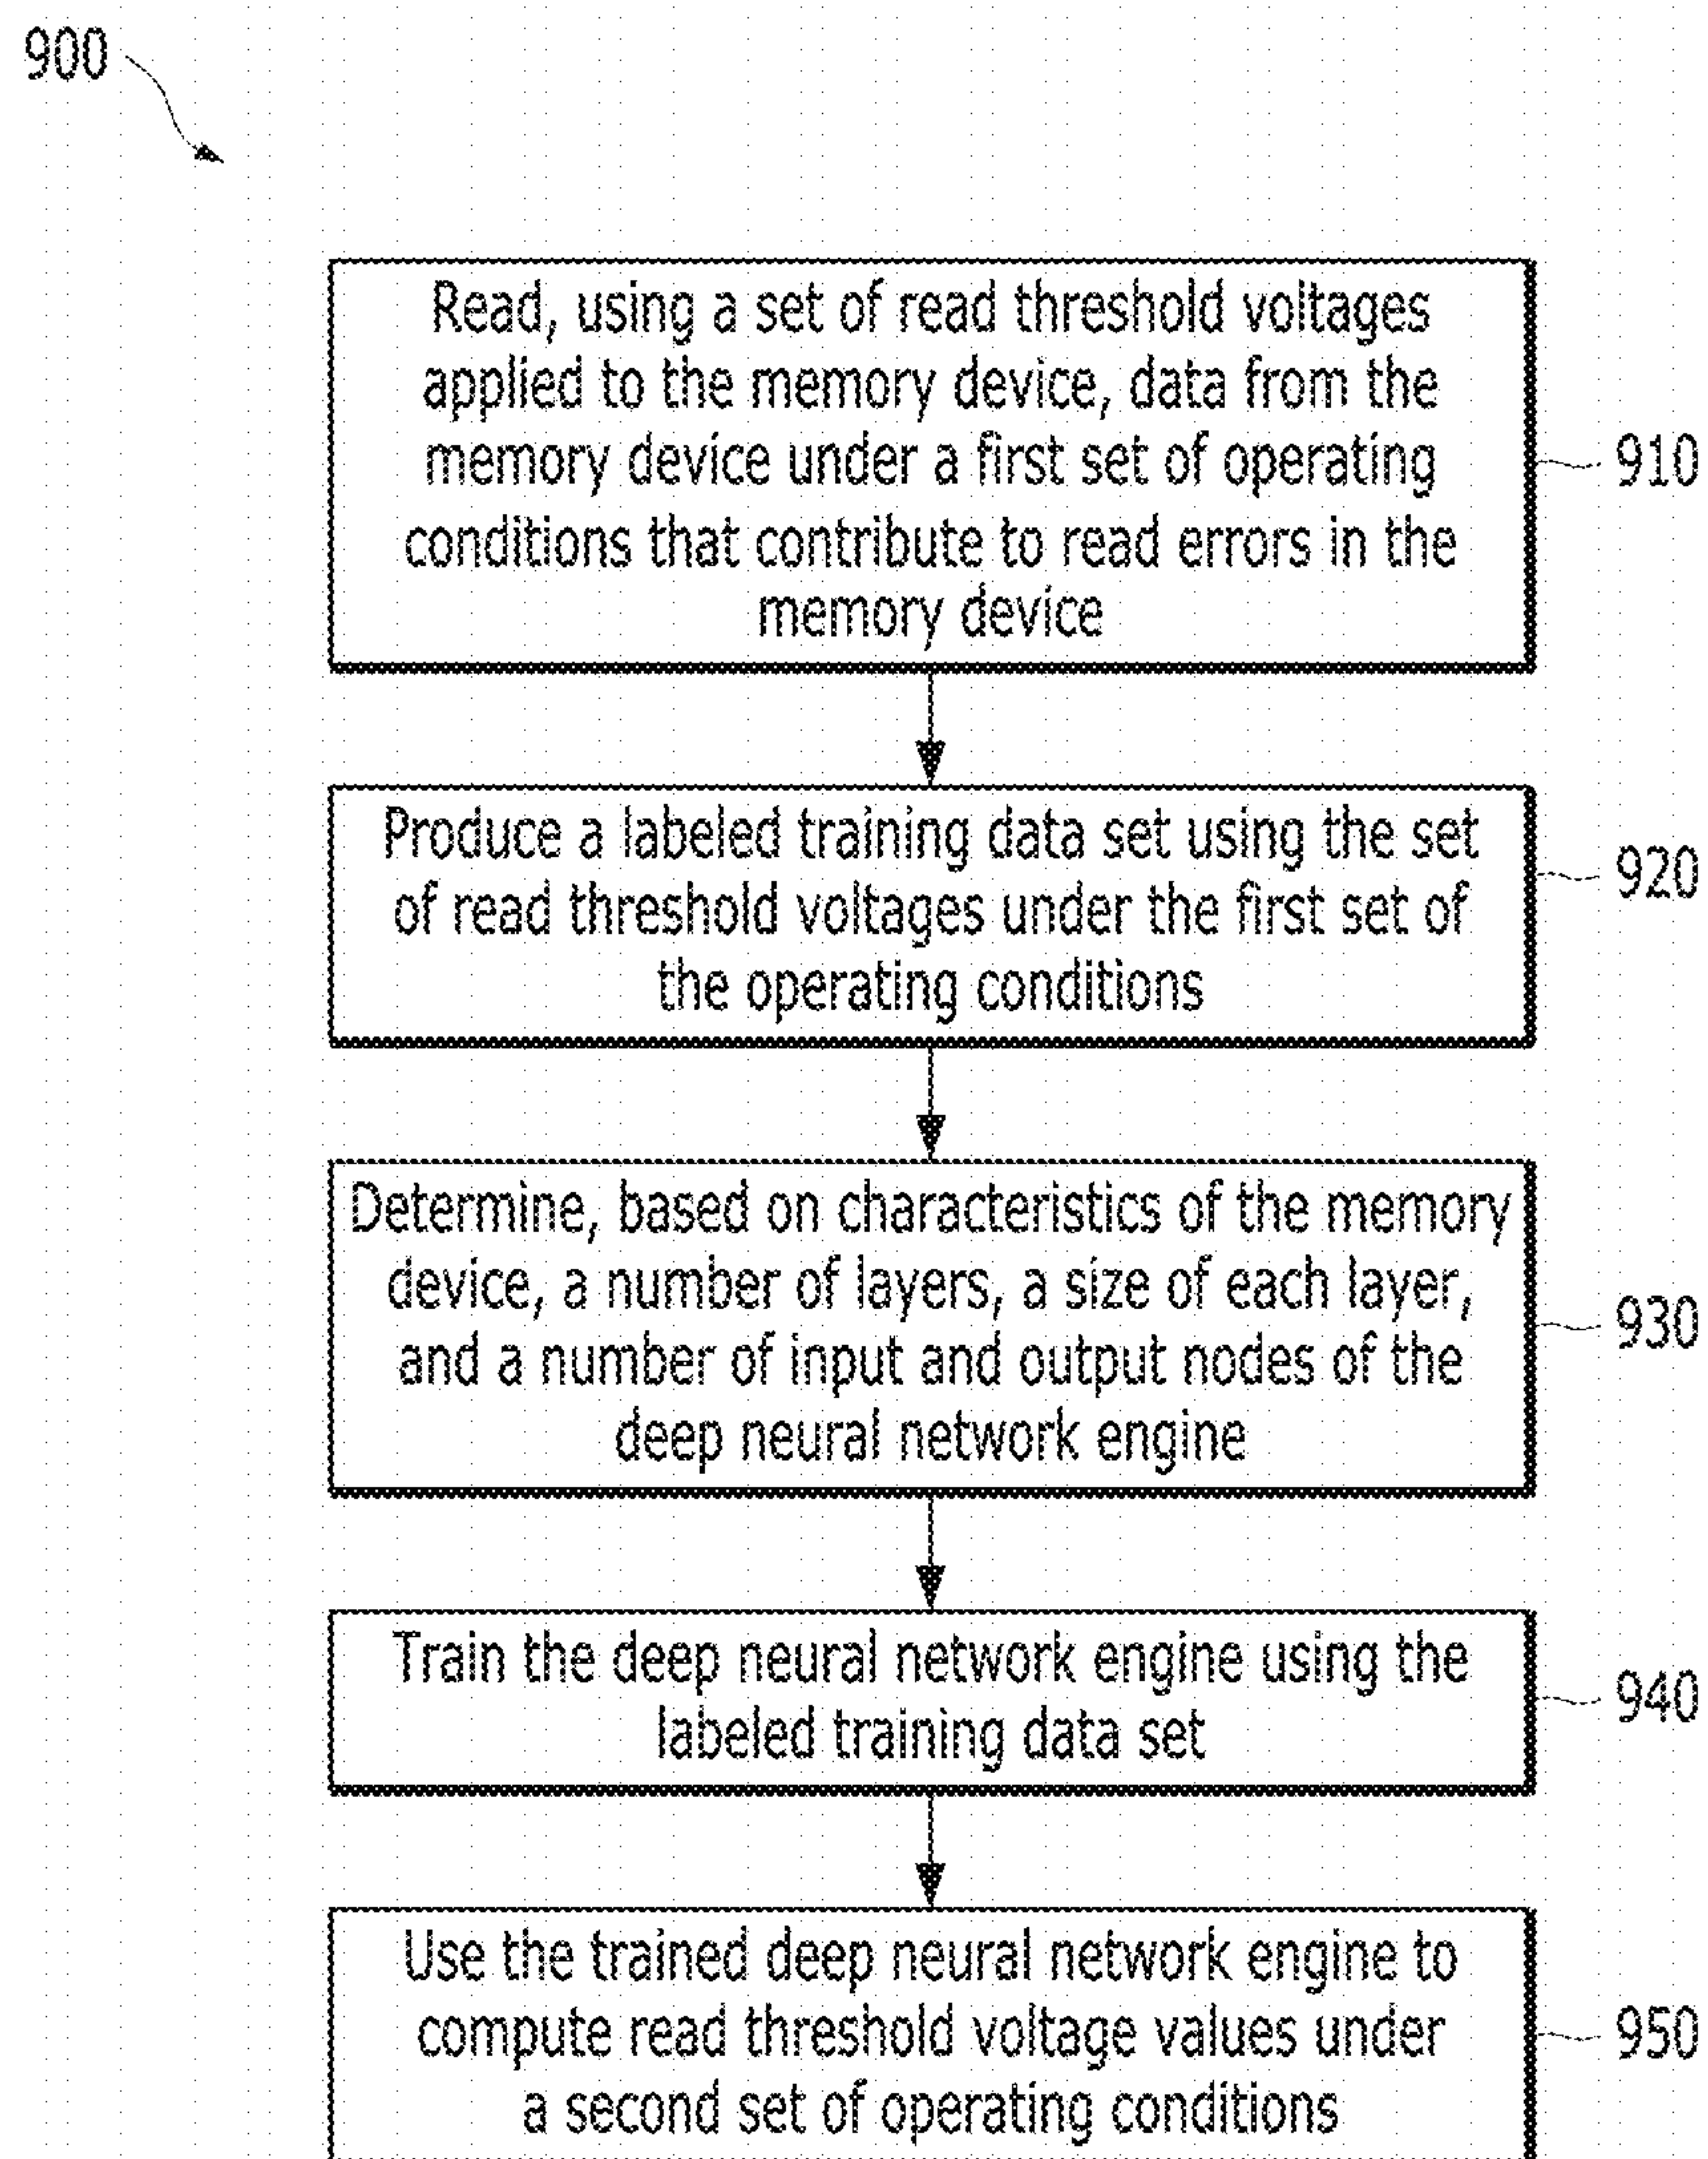 900
Read, using a set of read threshold voltages
applied to the memory device, data from the
memory device under a first set of operating
conditions that contribute to read errors in the
memory device
910
Produce a labeled training data set using the set
of read threshold voltages under the first set of
the operating conditions
920
Determine, based on characteristics of the memory
device, a number of layers, a size of each layer,
and a number of input and output nodes of the
deep neural network engine
930
Train the deep neural network engine using the
labeled training data set
940
Use the trained deep neural network engine to
compute read threshold voltage values under
a second set of operating conditions
950